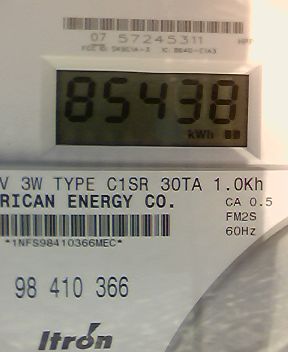 07 57245311
85438
kWh
V 3W TYPE C1SR 30TA 1.0Kh
RICAN ENERGY CO.
CA 0.5
FM2S
60Hz
*1NFS98410366MEC*
98 410 366
Itron